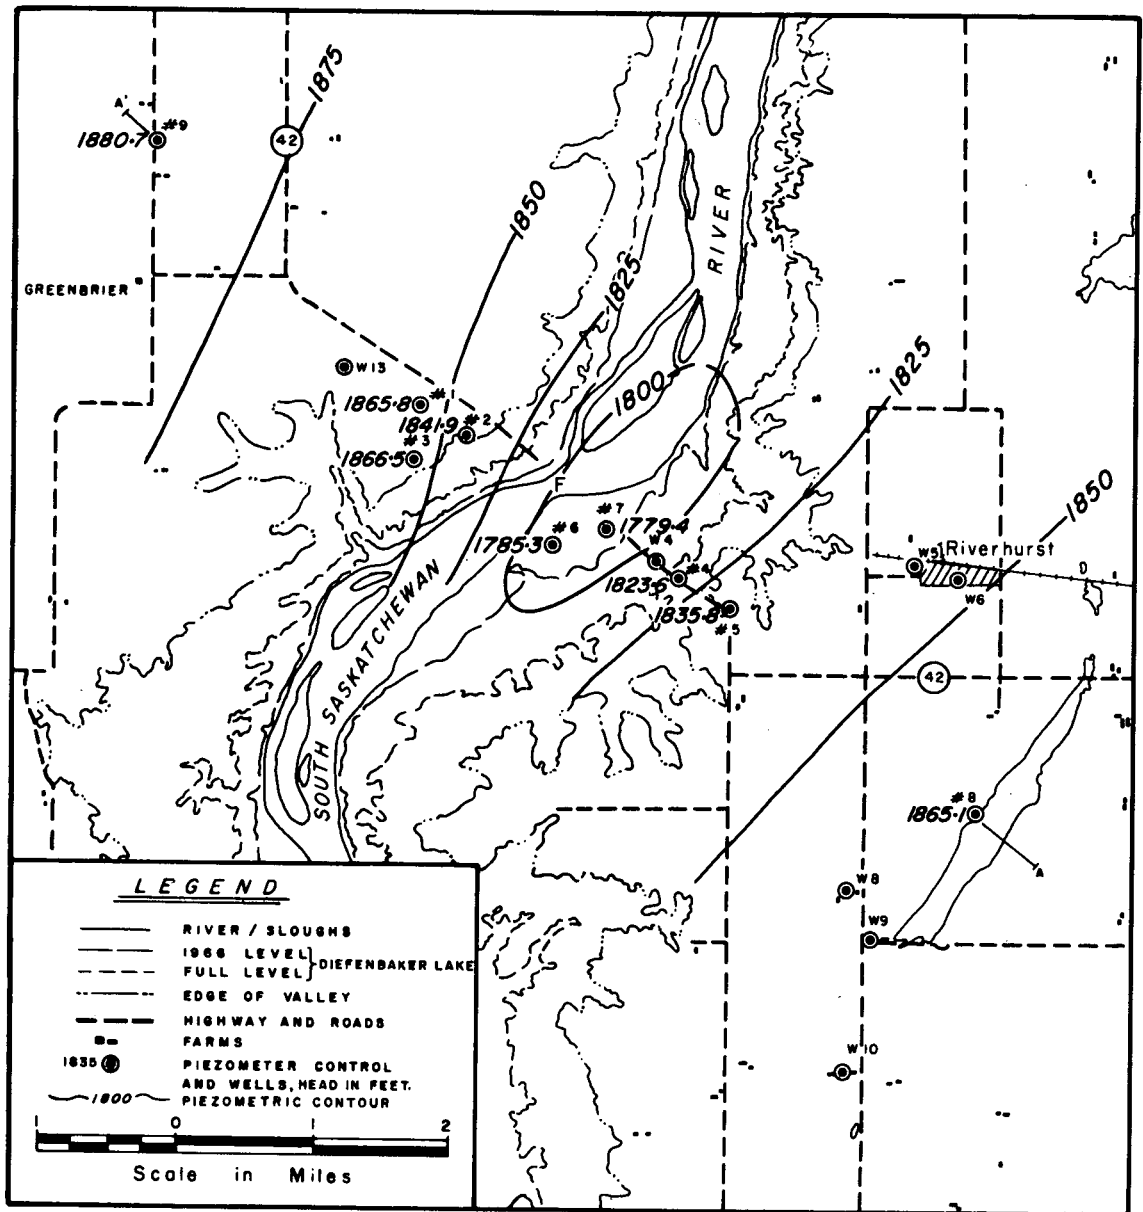 1875
A'
#9
1880.7
42
1850
RIVER
1825
GREENBRIER
1825
W13
1800
1865.8
#
1841.9
#2
#3
1866.5
F
1850
#7
1779.4
#6
1785.3
W4
W5
Riverhurst
D
#4
1823.6
W6
1835.8
#5
SOUTH SASKATCHEWAN
42
#8
1865.1
A
W8
W9
W10
LEGEND
RIVER / SLOUGHS
1966 LEVEL
DIEFENBAKER LAKE
FULL LEVEL
EDGE OF VALLEY
HIGHWAY AND ROADS
FARMS
1835
PIEZOMETER CONTROL
AND WELLS, HEAD IN FEET.
1800
PIEZOMETRIC CONTOUR
1 0 1 2
Scale in Miles